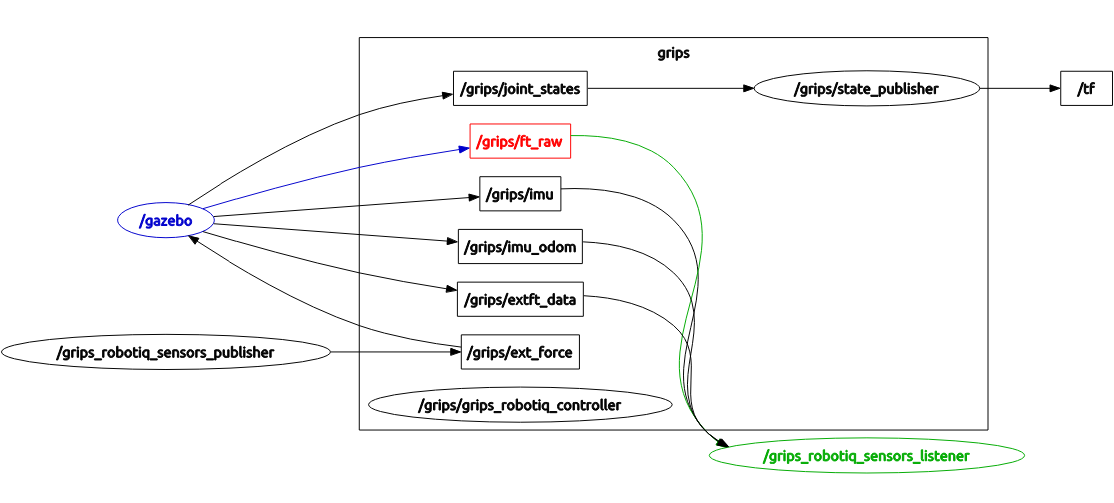 grips
/grips/joint_states
/grips/state_publisher
/tf
/grips/ft_raw
/grips/imu
/gazebo
/grips/imu_odom
/grips/extft_data
/grips_robotiq_sensors_publisher
/grips/ext_force
/grips/grips_robotiq_controller
/grips_robotiq_sensors_listener